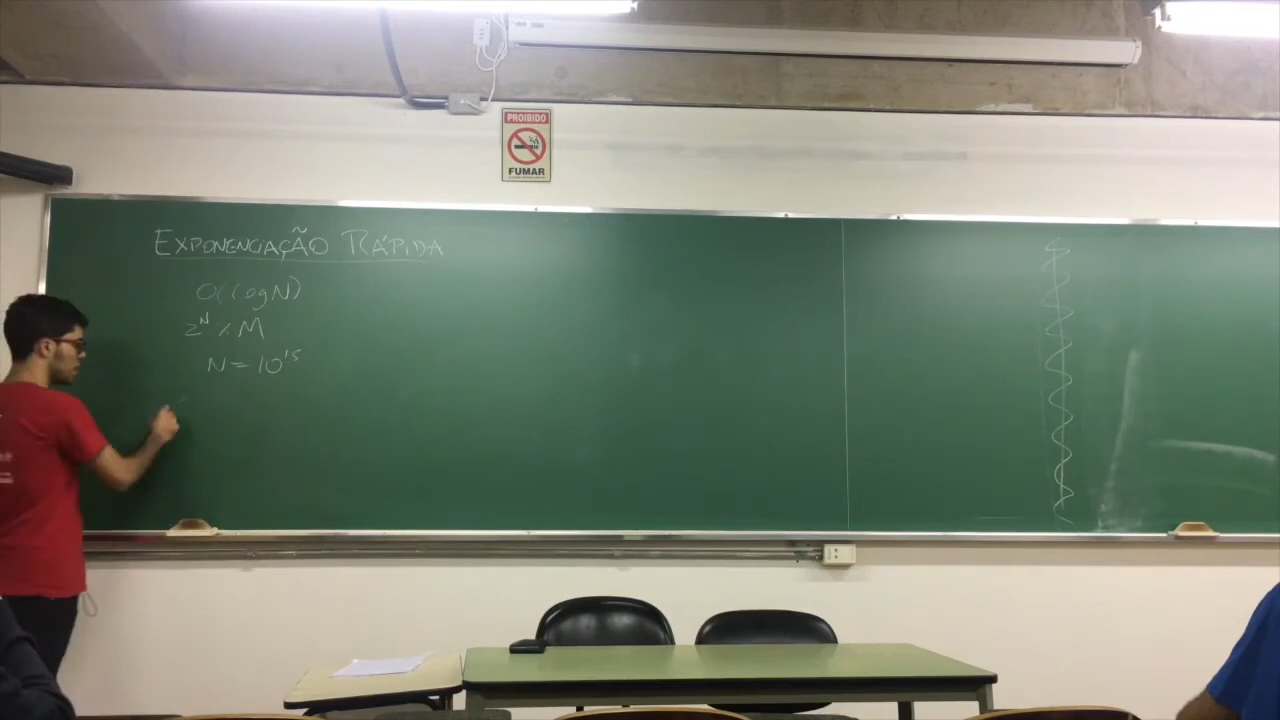 PROIBIDO
FUMAR
EXPONENCIAÇÃO RÁPIDA
O(logN)
2^N % M
N = 10^15